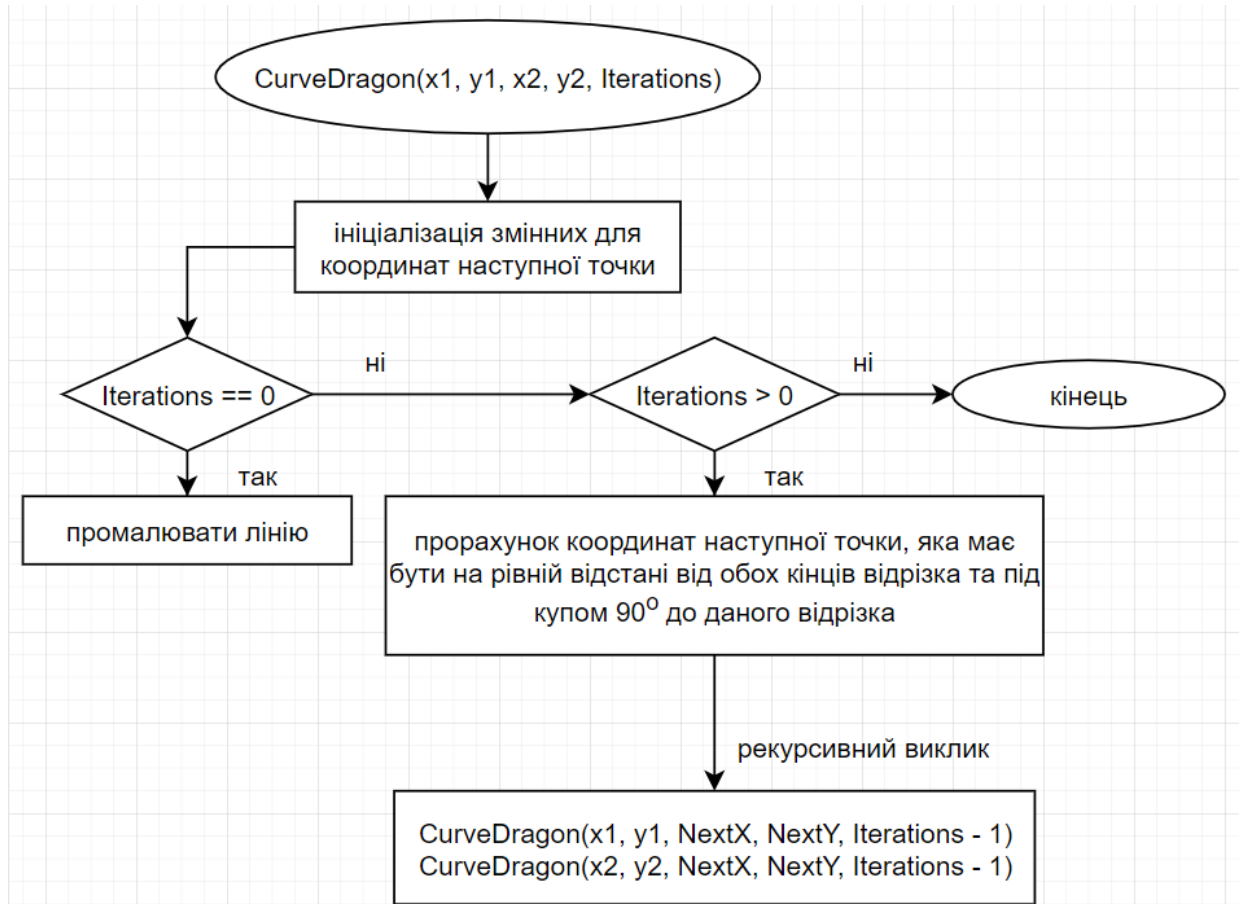 CurveDragon(x1, y1, x2, y2, Iterations)
ініціалізація змінних для
координат наступної точки
ні
ні
Iterations == 0
Iterations > 0
кінець
так
так
промалювати лінію
прорахунок координат наступної точки, яка має
бути на рівній відстані від обох кінців відрізка та під
купом 90° до даного відрізка
рекурсивний виклик
CurveDragon(x1, y1, NextX, NextY, Iterations - 1)
CurveDragon(x2, y2, NextX, NextY, Iterations - 1)